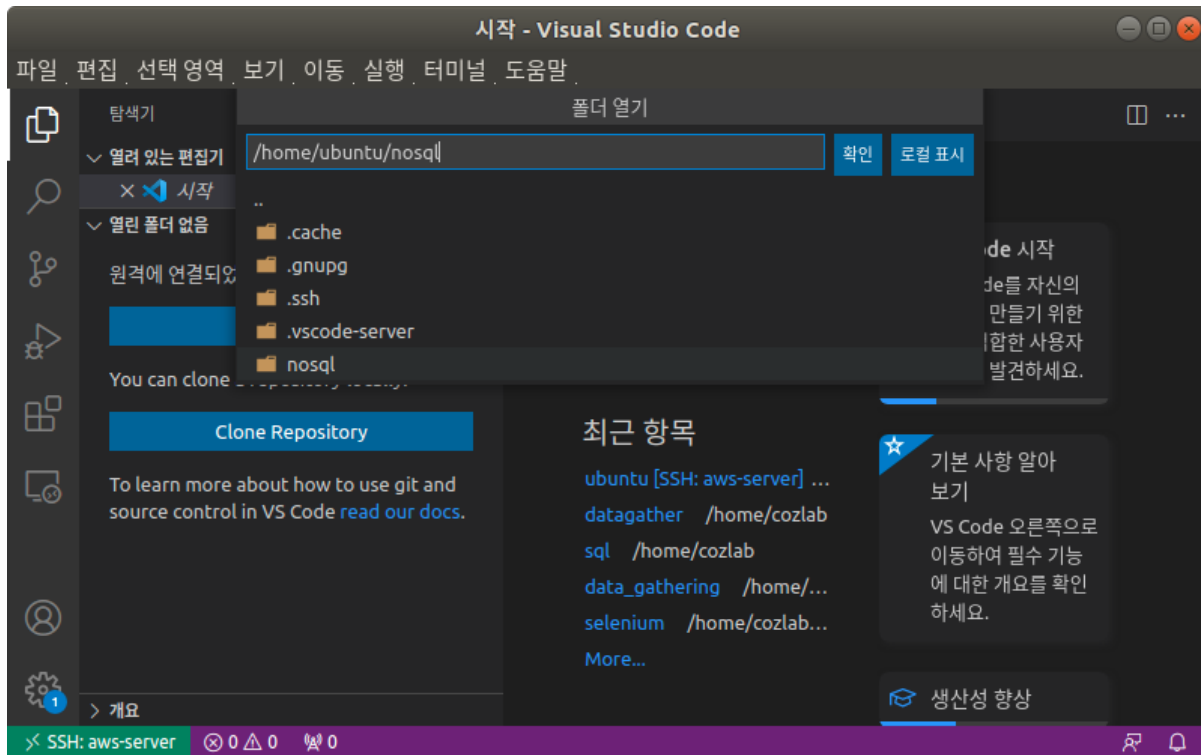 시작 - Visual Studio Code
파일 편집 선택 영역 보기 이동 실행 터미널 도움말
탐색기
폴더 열기
/home/ubuntu/nosql
확인
로컬 표시
열려 있는 편집기
시작
열린 폴더 없음
..
.cache
.gnupg
.ssh
.vscode-server
nosql
원격에 연결되었
You can clone
Clone Repository
To learn more about how to use git and
source control in VS Code read our docs.
개요
최근 항목
ubuntu [SSH: aws-server] ...
datagather /home/cozlab
sql /home/cozlab
data_gathering /home/...
selenium /home/cozlab...
More...
시작
자신의
만들기 위한
사용자
발견하세요.
기본 사항 알아
보기
VS Code 오른쪽으로
이동하여 필수 기능
에 대한 개요를 확인
하세요.
생산성 향상
1
SSH: aws-server 0 0 0